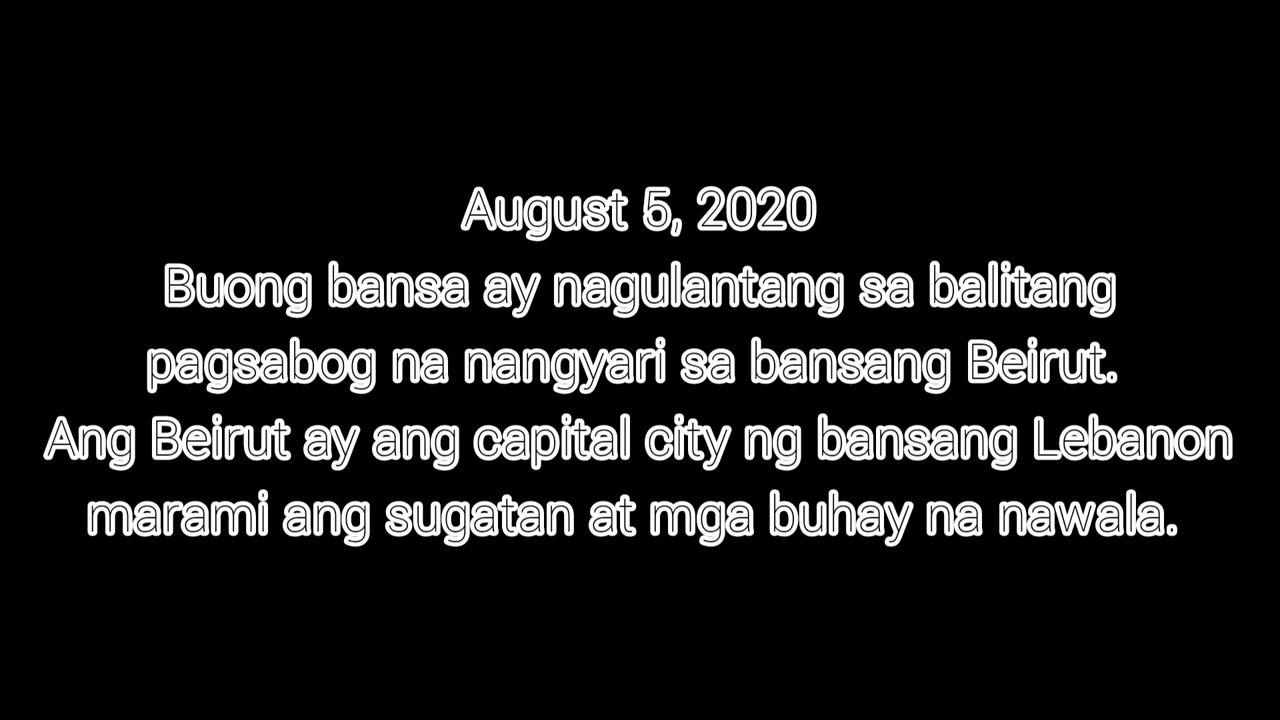 August 5, 2020
Buong bansa ay nagulantang sa balitang
pagsabog na nangyari sa bansang Beirut.
Ang Beirut ay ang capital city ng bansang Lebanon
marami ang sugatan at mga buhay na nawala.